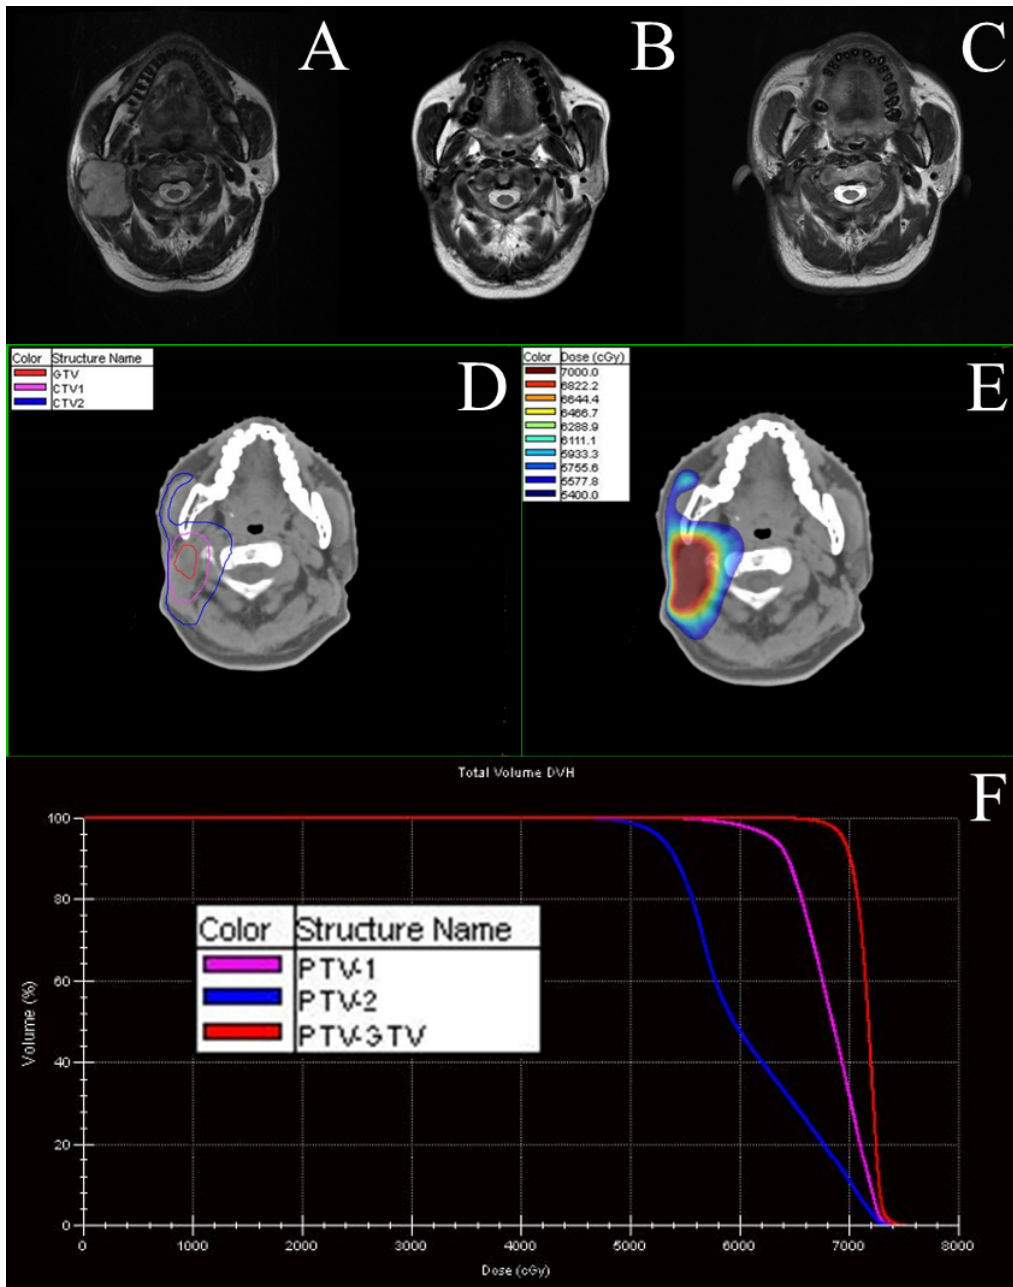 A
B
C
Color Structure Name
GTV
CTV1
CTV2
D
Color Dose (cGy)
7000.0
6822.2
6644.4
6466.7
6288.9
6111.1
5933.3
5755.6
5577.8
5400.0
E
Total Volume DVH
F
100
80
60
40
20
0
Volume (%)
Color Structure Name
PTV-1
PTV-2
PTV-GTV
0 1000 2000 3000 4000 5000 6000 7000 8000
Dose (cGy)